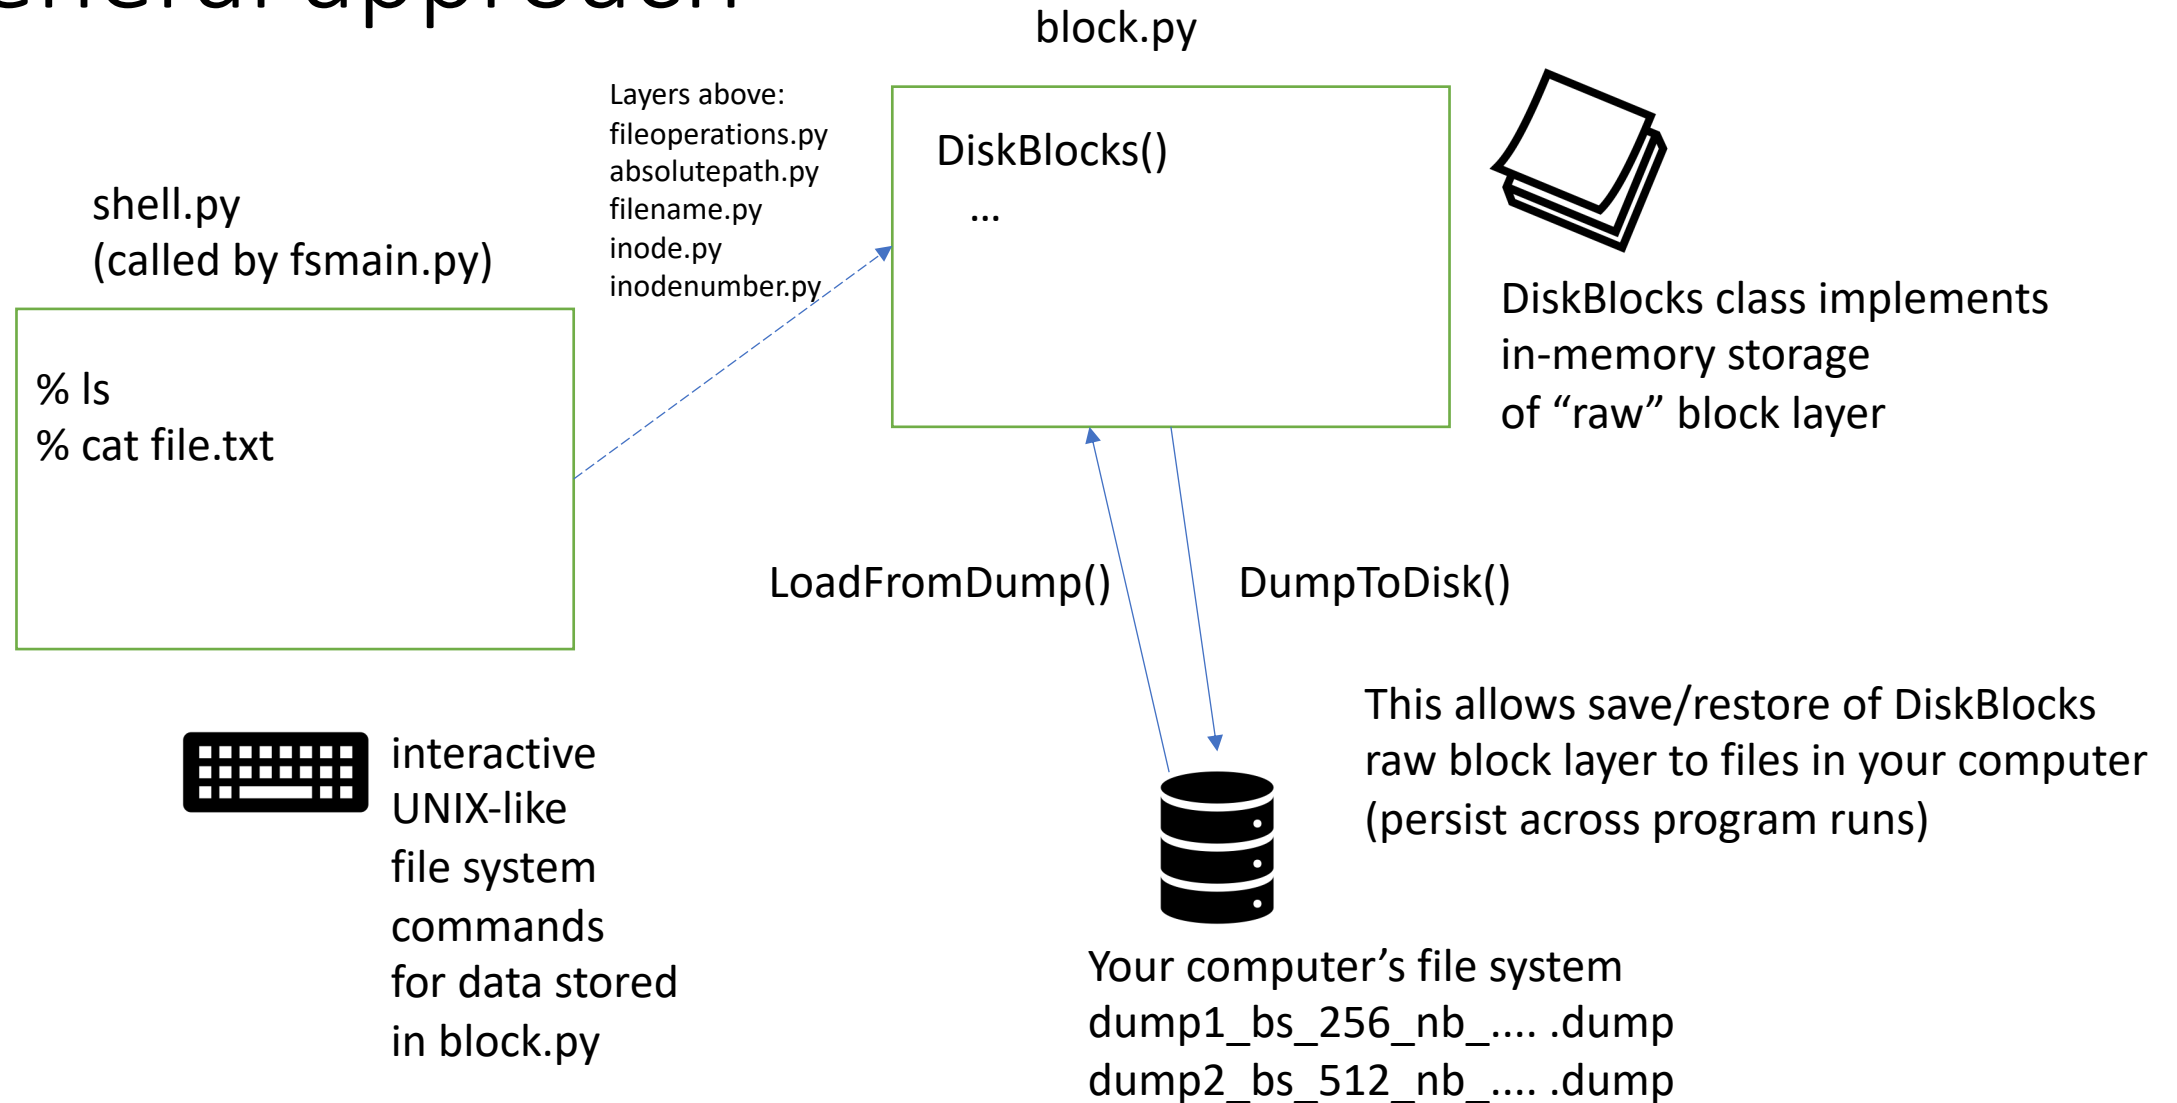 eneral approach
block.py
Layers above:
fileoperations.py
absolutepath.py
filename.py
inode.py
inodenumber.py
shell.py
(called by fsmain.py)
% ls
% cat file.txt
DiskBlocks()
...
DiskBlocks class implements
in-memory storage
of “raw” block layer
LoadFromDump()
DumpToDisk()
interactive
UNIX-like
file system
commands
for data stored
in block.py
This allows save/restore of DiskBlocks
raw block layer to files in your computer
(persist across program runs)
Your computer’s file system
dump1_bs_256_nb_.... .dump
dump2_bs_512_nb_.... .dump